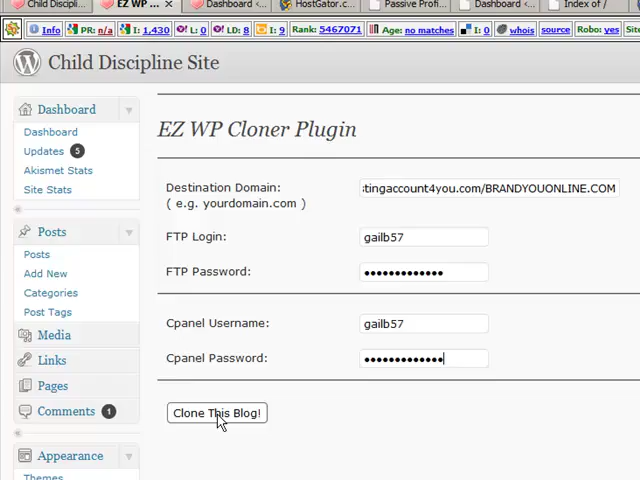 Child Discipli...
EZ WP ...
Dashboard ‹...
HostGator.c...
Passive Profi...
Dashboard ‹...
Index of /
Info PR: n/a I: 1,430 L: 0 LD: 8 I: 9 Rank: 5467071 Age: no matches I: 0 whois source Robo: yes
Child Discipline Site
Dashboard
Dashboard
Updates 5
Akismet Stats
Site Stats
Posts
Posts
Add New
Categories
Post Tags
Media
Links
Pages
Comments 1
Appearance
Themes
EZ WP Cloner Plugin
Destination Domain: :tingaccount4you.com/BRANDYOUONLINE.COM
( e.g. yourdomain.com )
FTP Login: gailb57
FTP Password: •••••••••••••
Cpanel Username: gailb57
Cpanel Password: •••••••••••••
Clone This Blog!